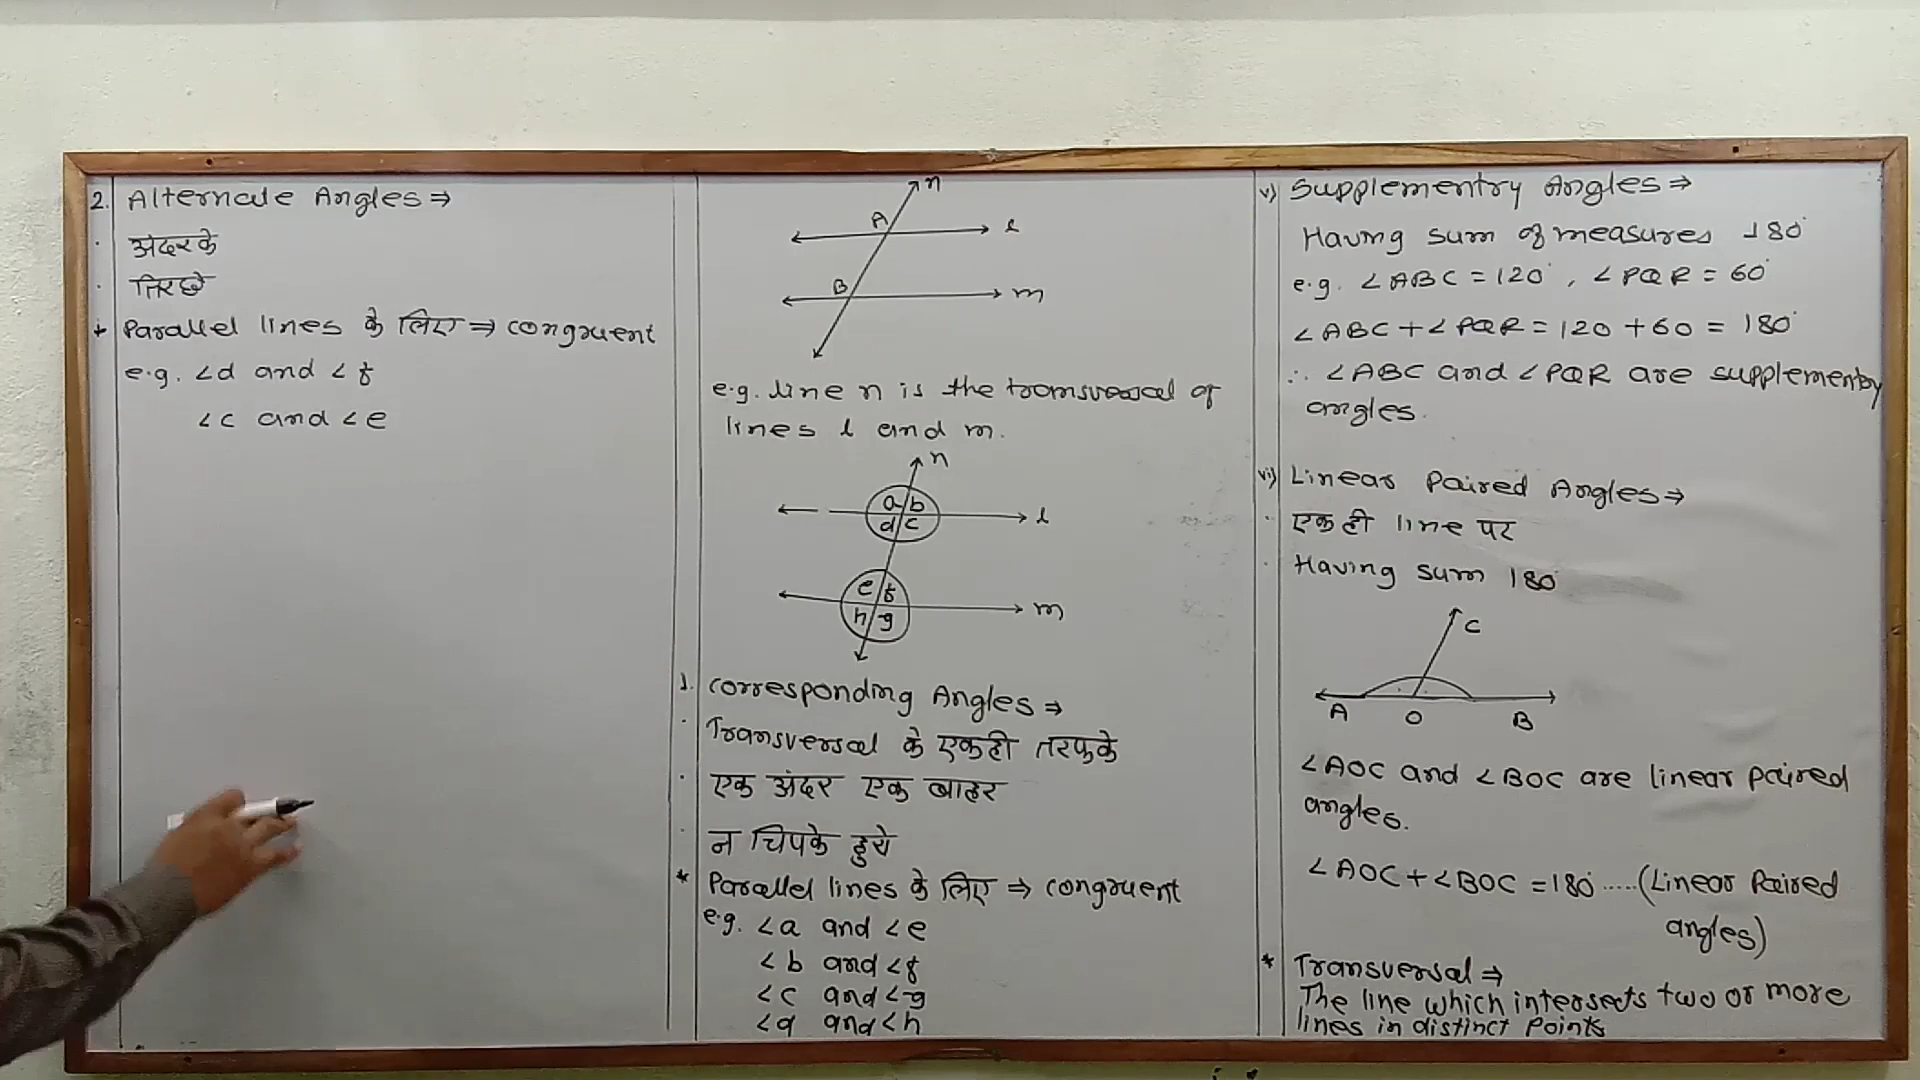 2. Alternate Angles ⇒
· अंदर के
· तिरछे
* Parallel lines के लिए ⇒ congruent
e.g. ∠d and ∠f
∠c and ∠e
n
A
l
B
m
e.g. line n is the transversal of
lines l and m.
n
a b
d c
l
e f
h g
m
1. Corresponding Angles ⇒
· Transversal के एकही तरफके
· एक अंदर एक बाहर
· न चिपके हुये
* Parallel lines के लिए ⇒ congruent
e.g. ∠a and ∠e
∠b and ∠f
∠c and ∠g
∠d and ∠h
v) Supplementry Angles ⇒
Having sum of measures 180°
e.g. ∠ABC = 120°, ∠PQR = 60°
∠ABC + ∠PQR = 120 + 60 = 180°
∴ ∠ABC and ∠PQR are supplementry
angles.
vi) Linear Paired Angles ⇒
· एकही line पर
· Having sum 180°
C
A O B
∠AOC and ∠BOC are linear paired
angles.
∠AOC + ∠BOC = 180°.....(Linear Paired
angles)
* Transversal ⇒
The line which intersects two or more
lines in distinct Points